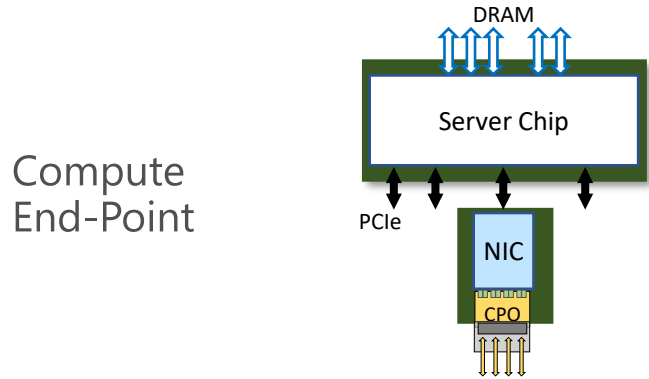 DRAM
Server Chip
Compute
End-Point
PCIe
NIC
CPO